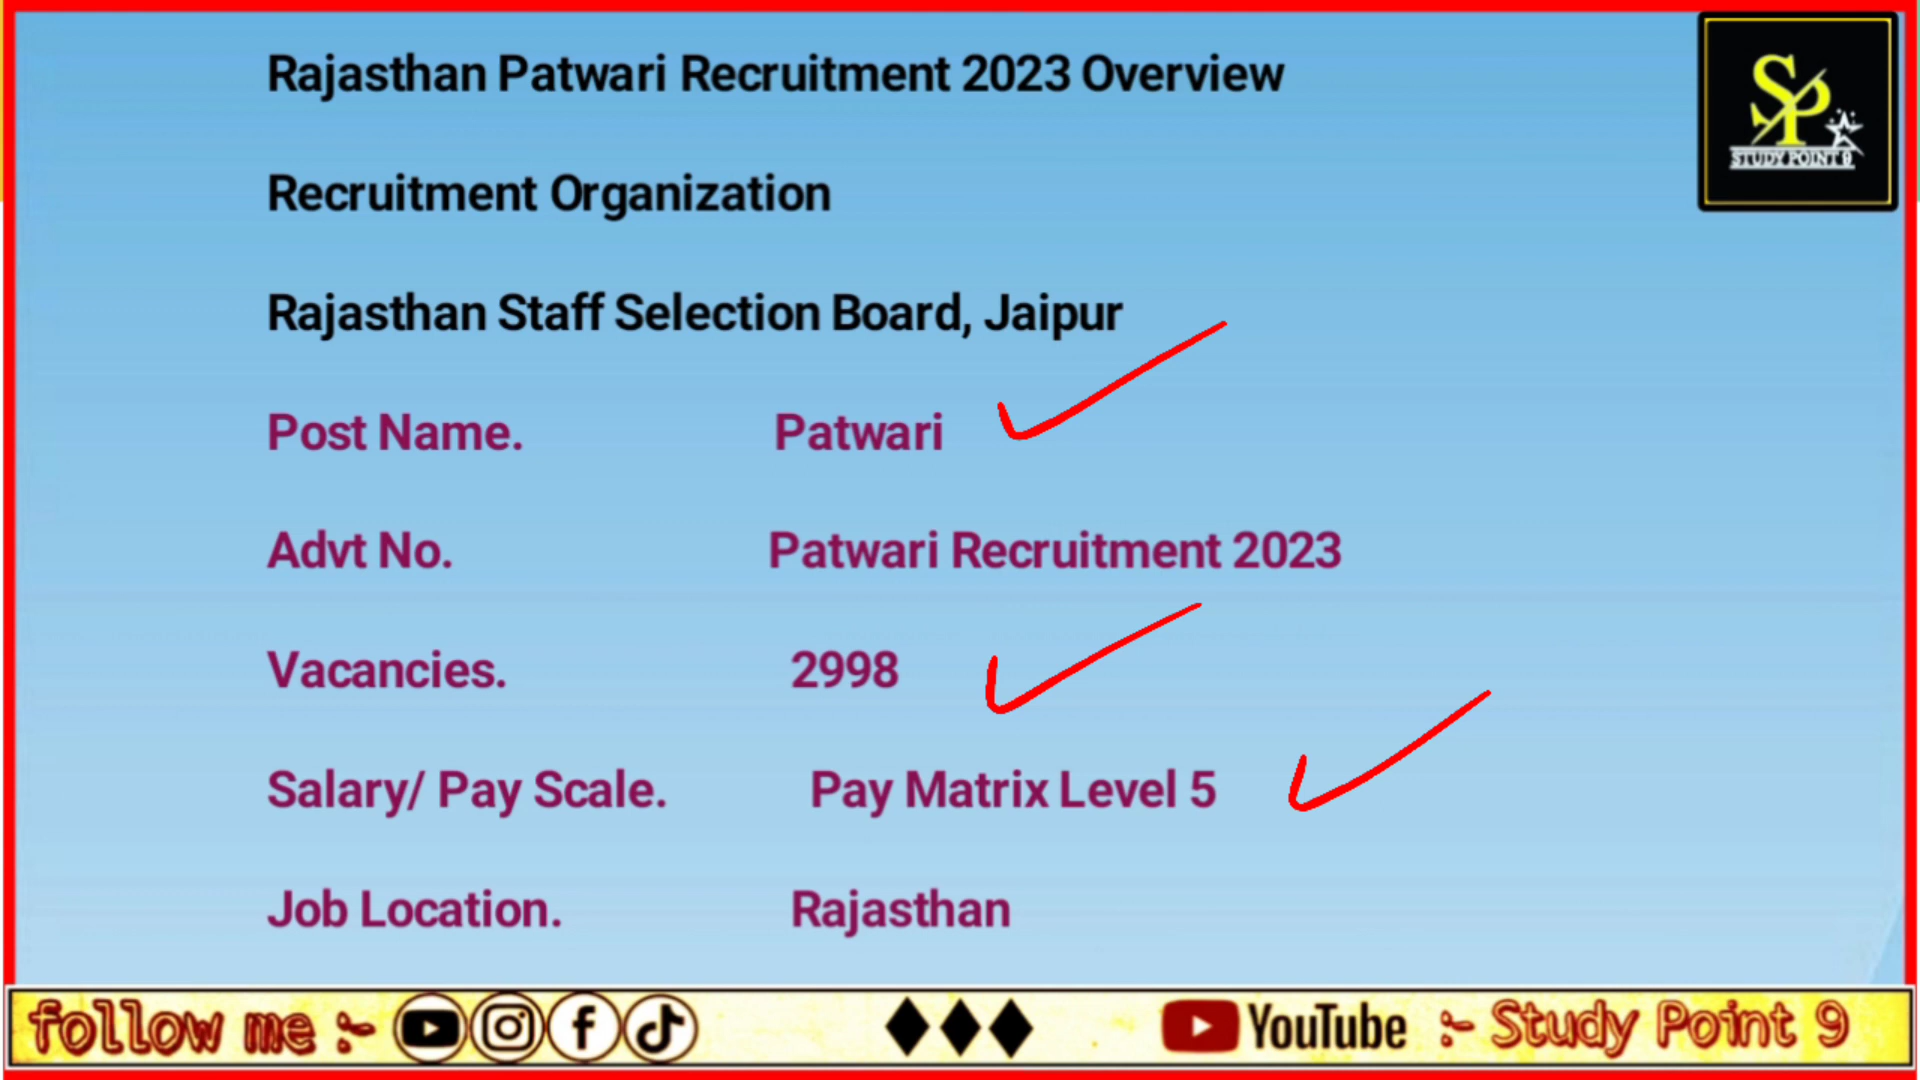 Rajasthan Patwari Recruitment 2023 Overview
SP
STUDY POINT 9
Recruitment Organization
Rajasthan Staff Selection Board, Jaipur
Post Name. Patwari
Advt No. Patwari Recruitment 2023
Vacancies. 2998
Salary/ Pay Scale. Pay Matrix Level 5
Job Location. Rajasthan
follow me :- YouTube :- Study Point 9